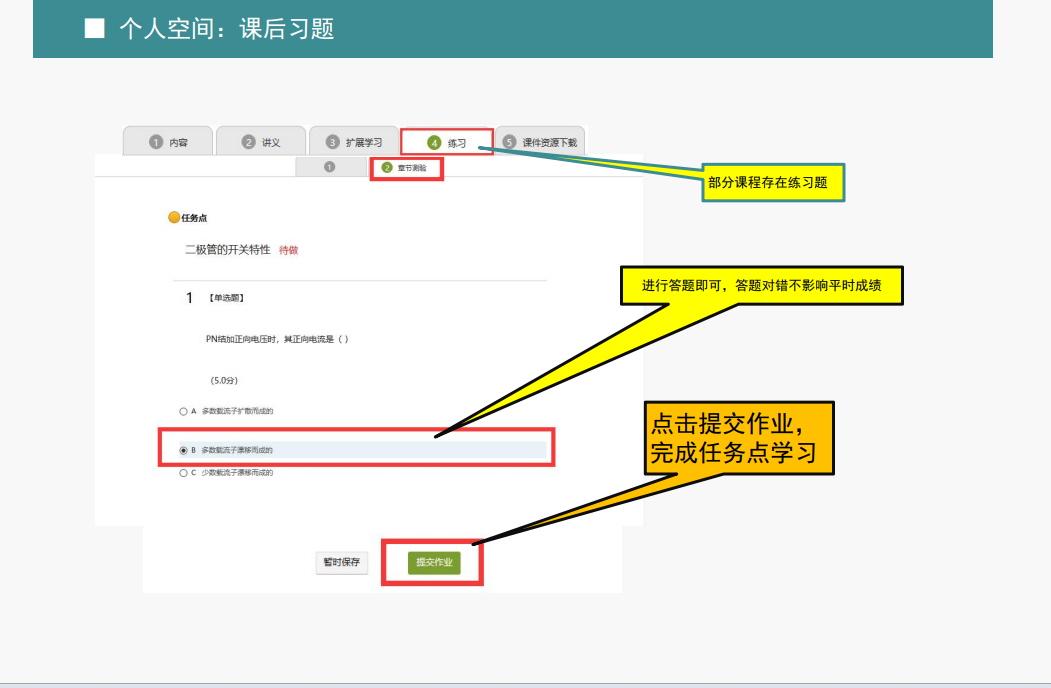 个人空间：课后习题
1 内容 2 讲义 3 扩展学习 4 练习 5 课件资源下载
1 2 章节测验
部分课程存在练习题
任务点
二极管的开关特性 待做
进行答题即可，答题对错不影响平时成绩
1 【单选题】
PN结加正向电压时，其正向电流是（ ）
（5.0分）
A 多数载流子扩散而成的
点击提交作业，
完成任务点学习
B 多数载流子漂移而成的
C 少数载流子漂移而成的
暂时保存 提交作业